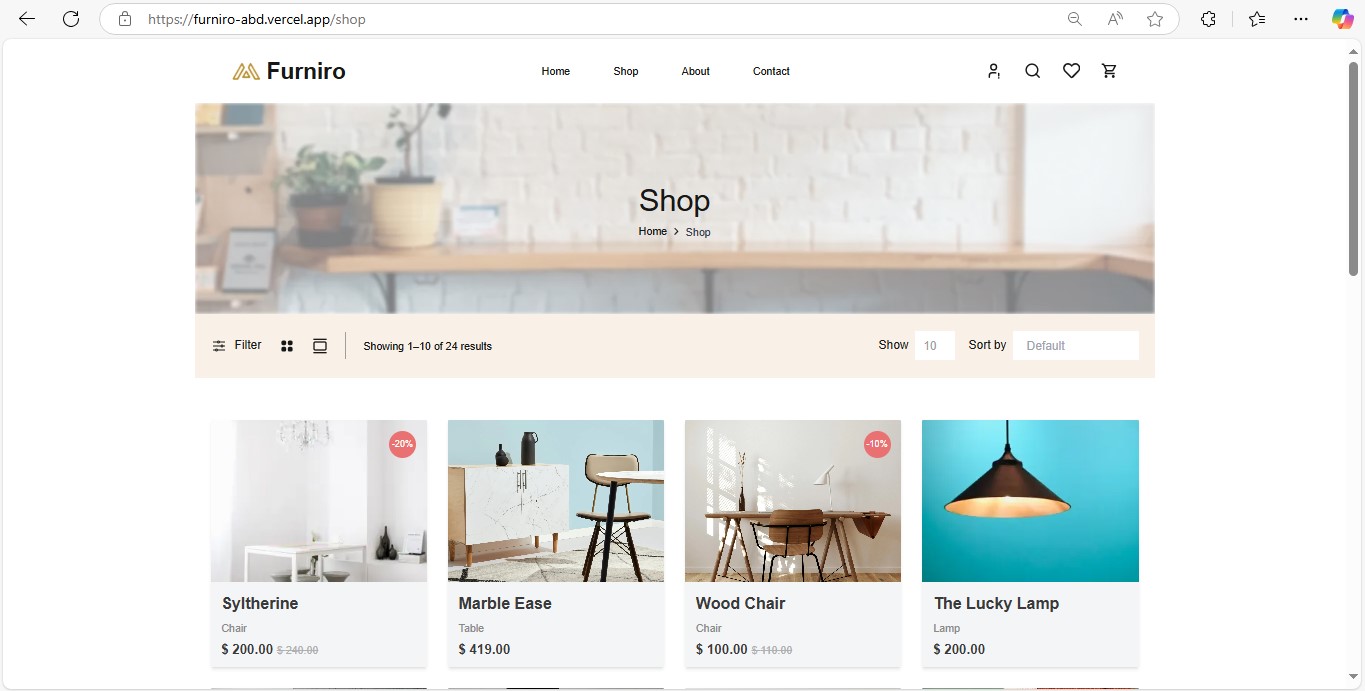 https://furniro-abd.vercel.app/shop
Furniro
Home
Shop
About
Contact
Shop
Home > Shop
Filter
Showing 1–10 of 24 results
Show
10
Sort by
Default
-20%
-10%
Syltherine
Chair
$ 200.00 $ 240.00
Marble Ease
Table
$ 419.00
Wood Chair
Chair
$ 100.00 $ 110.00
The Lucky Lamp
Lamp
$ 200.00